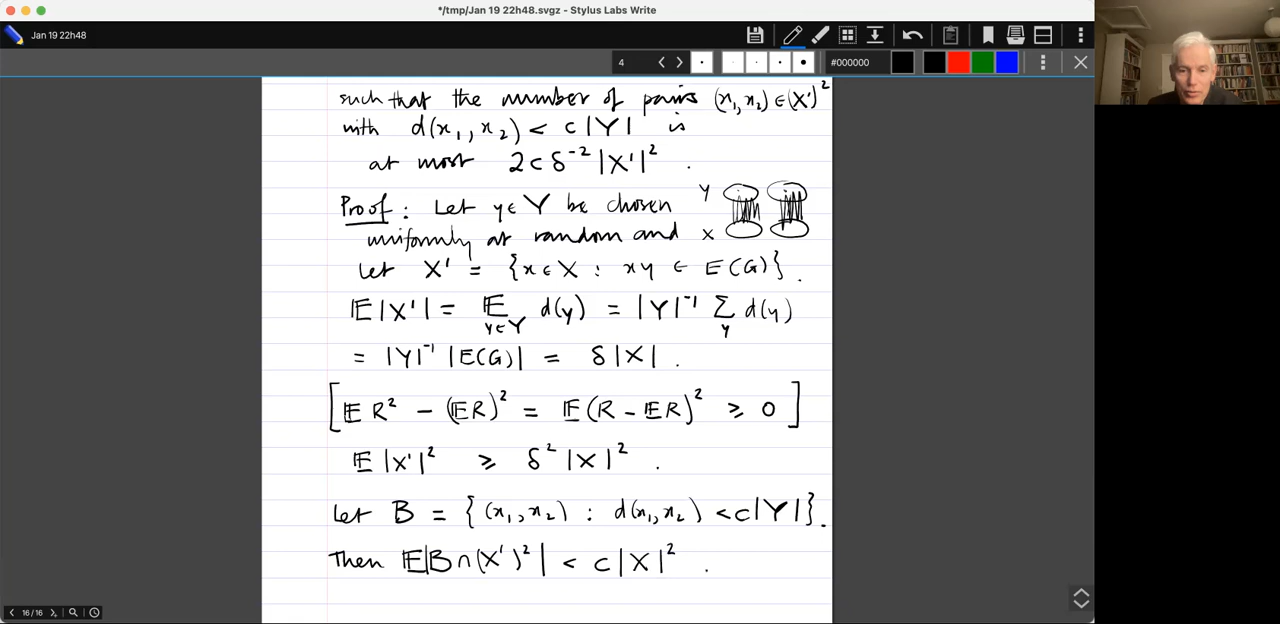 */tmp/Jan 19 22h48.svgz - Stylus Labs Write
Jan 19 22h48
4
#000000
such that the number of pairs (x₁, x₂) ∈ (X')²
with d(x₁, x₂) < c|Y| is
at most 2cδ⁻²|X'|².
Proof: Let y ∈ Y be chosen
Y
uniformly at random and
X
let X' = {x ∈ X : xy ∈ E(G)}.
𝔼|X'| = 𝔼_{y∈Y} d(y) = |Y|⁻¹ Σ_y d(y)
= |Y|⁻¹ |E(G)| = δ|X|.
[𝔼R² - (𝔼R)² = 𝔼(R - 𝔼R)² ⩾ 0]
𝔼|X'|² ⩾ δ²|X|².
Let B = {(x₁, x₂) : d(x₁, x₂) < c|Y|}.
Then 𝔼|B ∩ (X')²| < c|X|².
16/16